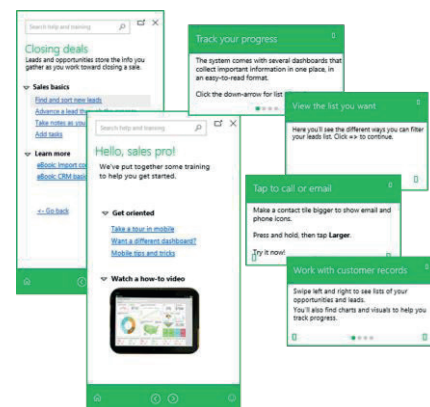 Search help and training
Closing deals
Leads and opportunities store the info you
gather as you work toward closing a sale.
Sales basics
Find and sort new leads
Advance a lead through the
Take notes as you
Add tasks
Learn more
eBook: Import co
eBook: CRM basic
<- Go back
Search help and training
Hello, sales pro!
We've put together some training
to help you get started.
Get oriented
Take a tour in mobile
Want a different dashboard?
Mobile tips and tricks
Watch a how-to video
Track your progress
The system comes with several dashboards that
collect important information in one place, in
an easy-to-read format.
Click the down-arrow for list
View the list you want
Here you'll see the different ways you can filter
your leads list. Click => to continue.
Tap to call or email
Make a contact tile bigger to show email and
phone icons.
Press and hold, then tap Larger.
Try it now!
Work with customer records
Swipe left and right to see lists of your
opportunities and leads.
You'll also find charts and visuals to help you
track progress.